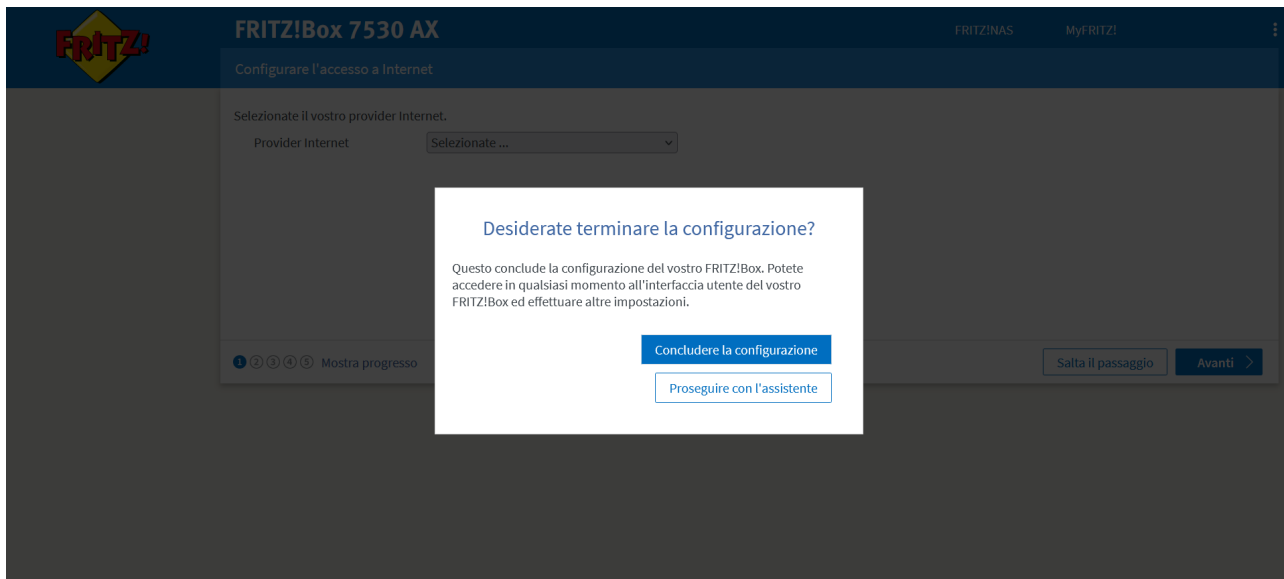 FRITZ!
FRITZ!Box 7530 AX
FRITZ!NAS
MyFRITZ!
Configurare l'accesso a Internet
Selezionate il vostro provider Internet.
Provider Internet
Selezionate ...
Desiderate terminare la configurazione?
Questo conclude la configurazione del vostro FRITZ!Box. Potete
accedere in qualsiasi momento all'interfaccia utente del vostro
FRITZ!Box ed effettuare altre impostazioni.
Concludere la configurazione
Proseguire con l'assistente
1 2 3 4 5 Mostra progresso
Salta il passaggio
Avanti